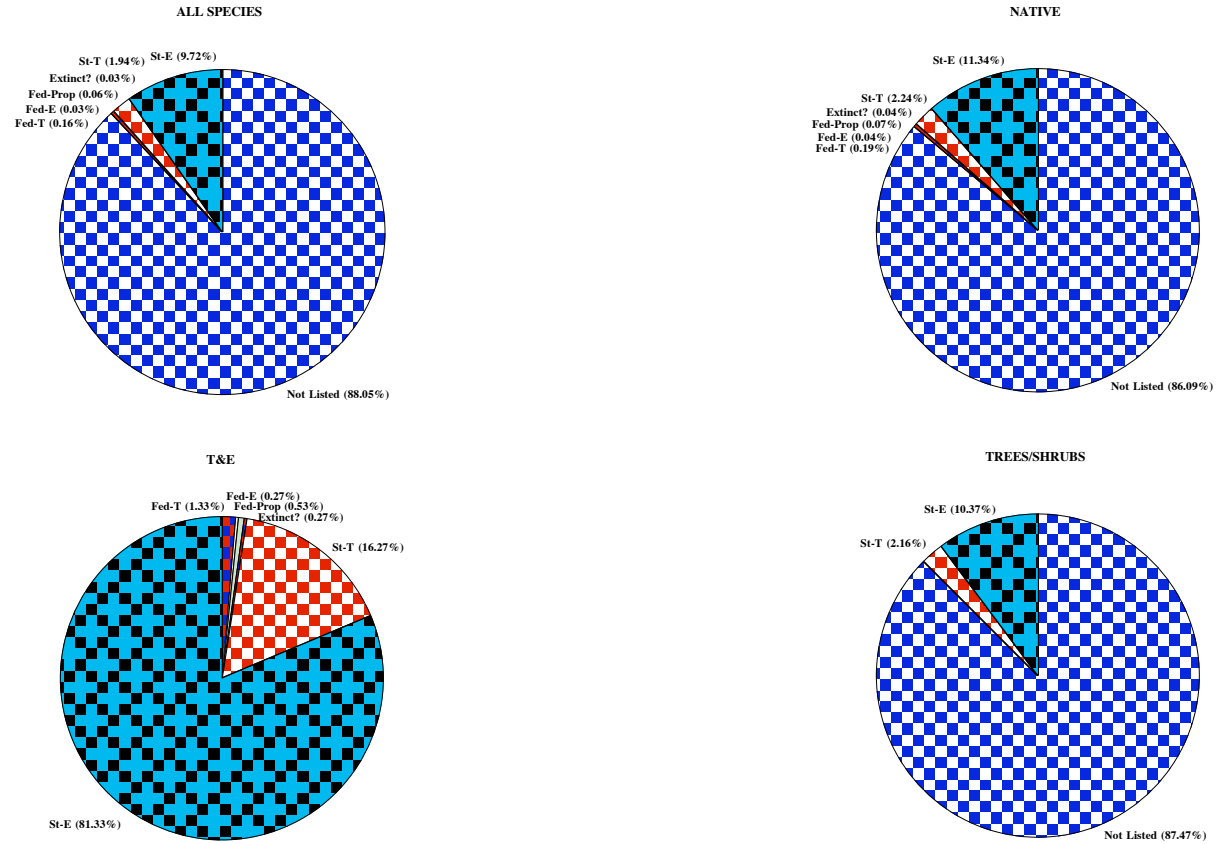 ALL SPECIES
St-E (9.72%)
St-T (1.94%)
Extinct? (0.03%)
Fed-Prop (0.06%)
Fed-E (0.03%)
Fed-T (0.16%)
Not Listed (88.05%)
NATIVE
St-E (11.34%)
St-T (2.24%)
Extinct? (0.04%)
Fed-Prop (0.07%)
Fed-E (0.04%)
Fed-T (0.19%)
Not Listed (86.09%)
T&E
Fed-E (0.27%)
Fed-T (1.33%)
Fed-Prop (0.53%)
Extinct? (0.27%)
St-T (16.27%)
St-E (81.33%)
TREES/SHRUBS
St-E (10.37%)
St-T (2.16%)
Not Listed (87.47%)